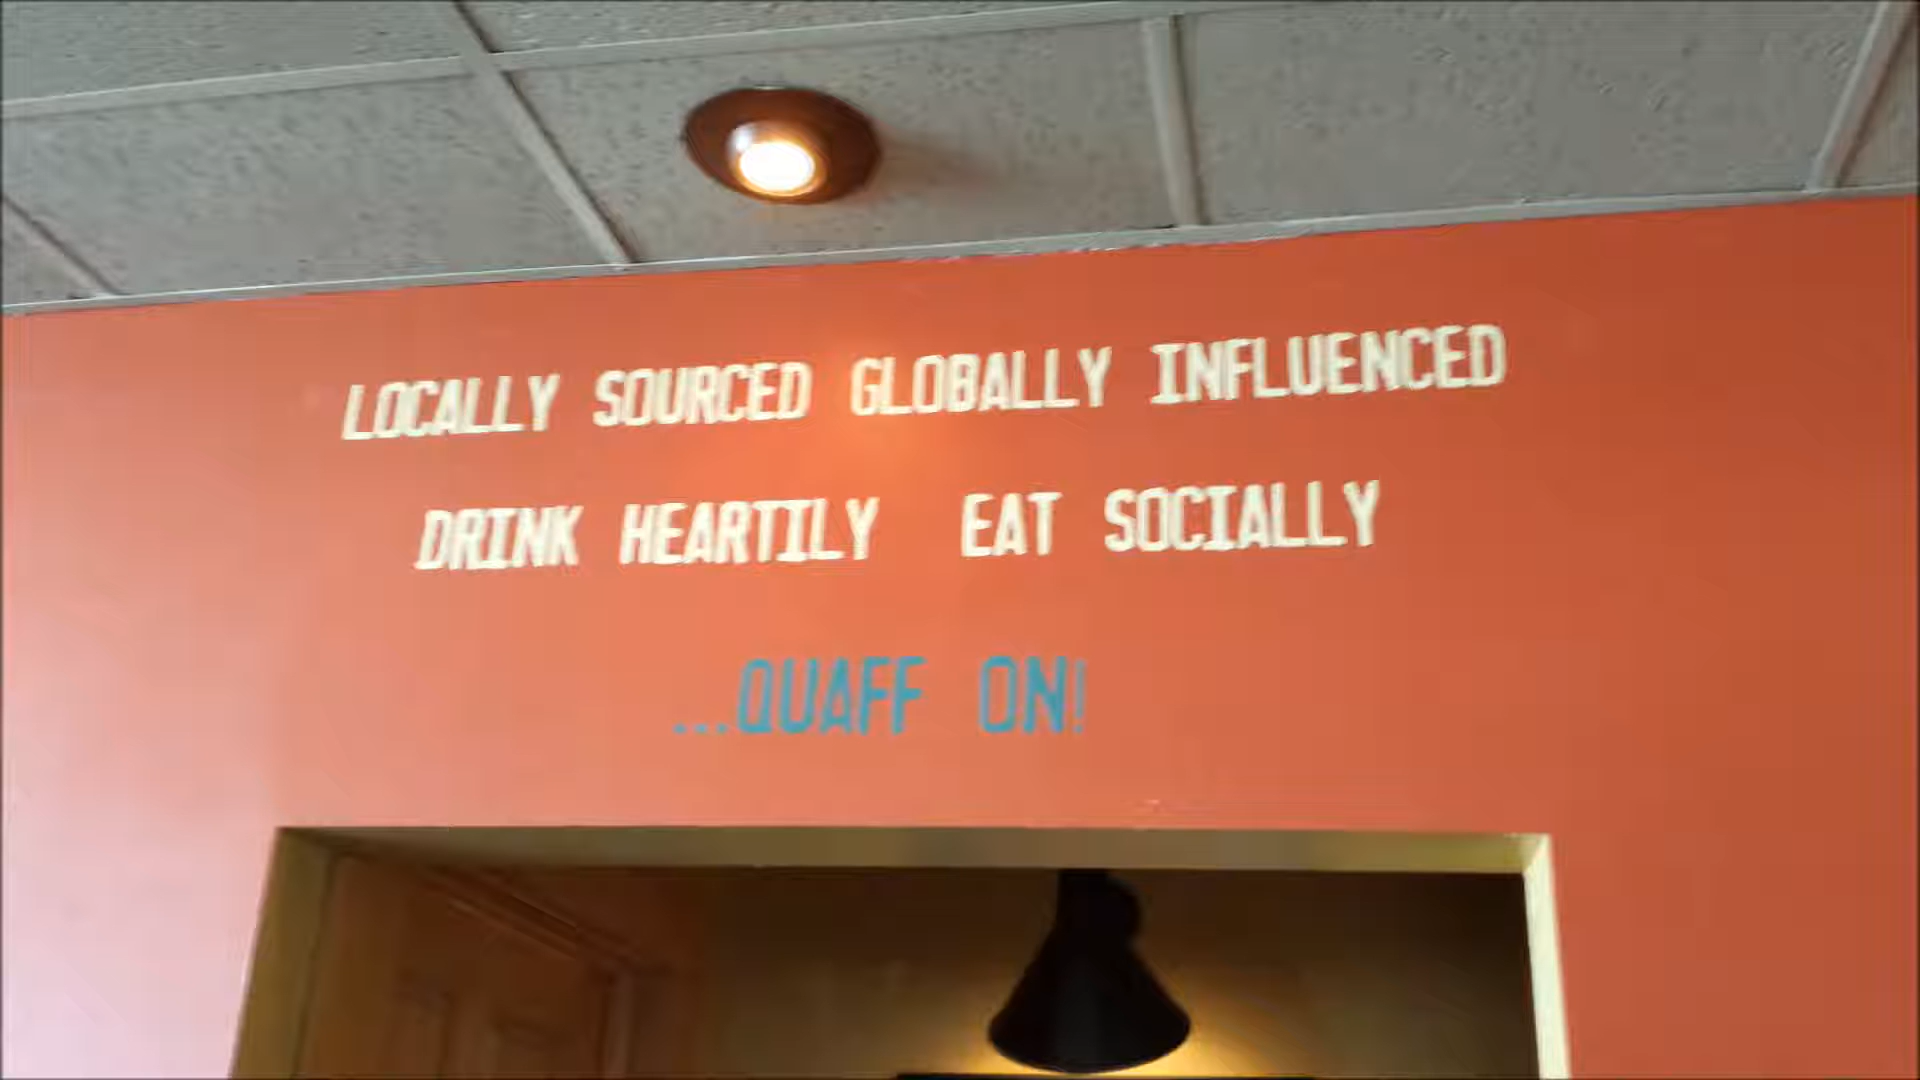 LOCALLY SOURCED GLOBALLY INFLUENCED
DRINK HEARTILY EAT SOCIALLY
...QUAFF ON!